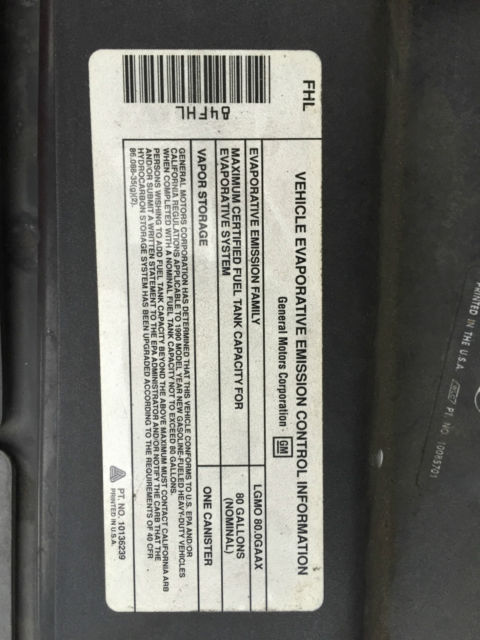 FHL
84FHL
VEHICLE EVAPORATIVE EMISSION CONTROL INFORMATION
General Motors Corporation · GM
EVAPORATIVE EMISSION FAMILY LGMO 80.0GAAX
MAXIMUM CERTIFIED FUEL TANK CAPACITY FOR 80 GALLONS
EVAPORATIVE SYSTEM (NOMINAL)
VAPOR STORAGE ONE CANISTER
GENERAL MOTORS CORPORATION HAS DETERMINED THAT THIS VEHICLE CONFORMS TO U.S. EPA AND/OR
CALIFORNIA REGULATIONS APPLICABLE TO 1990 MODEL YEAR NEW GASOLINE-FUELED HEAVY-DUTY VEHICLES
WHEN COMPLETED WITH A NOMINAL FUEL TANK CAPACITY NOT TO EXCEED 80 GALLONS.
PERSONS WISHING TO ADD FUEL TANK CAPACITY BEYOND THE ABOVE MAXIMUM MUST CONTACT CALIFORNIA ARB
AND/OR SUBMIT A WRITTEN STATEMENT TO THE EPA ADMINISTRATOR AND/OR NOTIFY THE CARB THAT THE
HYDROCARBON STORAGE SYSTEM HAS BEEN UPGRADED ACCORDING TO THE REQUIREMENTS OF 40 CFR
86.088-35(g)(2).
PT. NO. 10136239
PRINTED IN U.S.A.
PRINTED IN THE U.S.A. PT. NO. 10085701